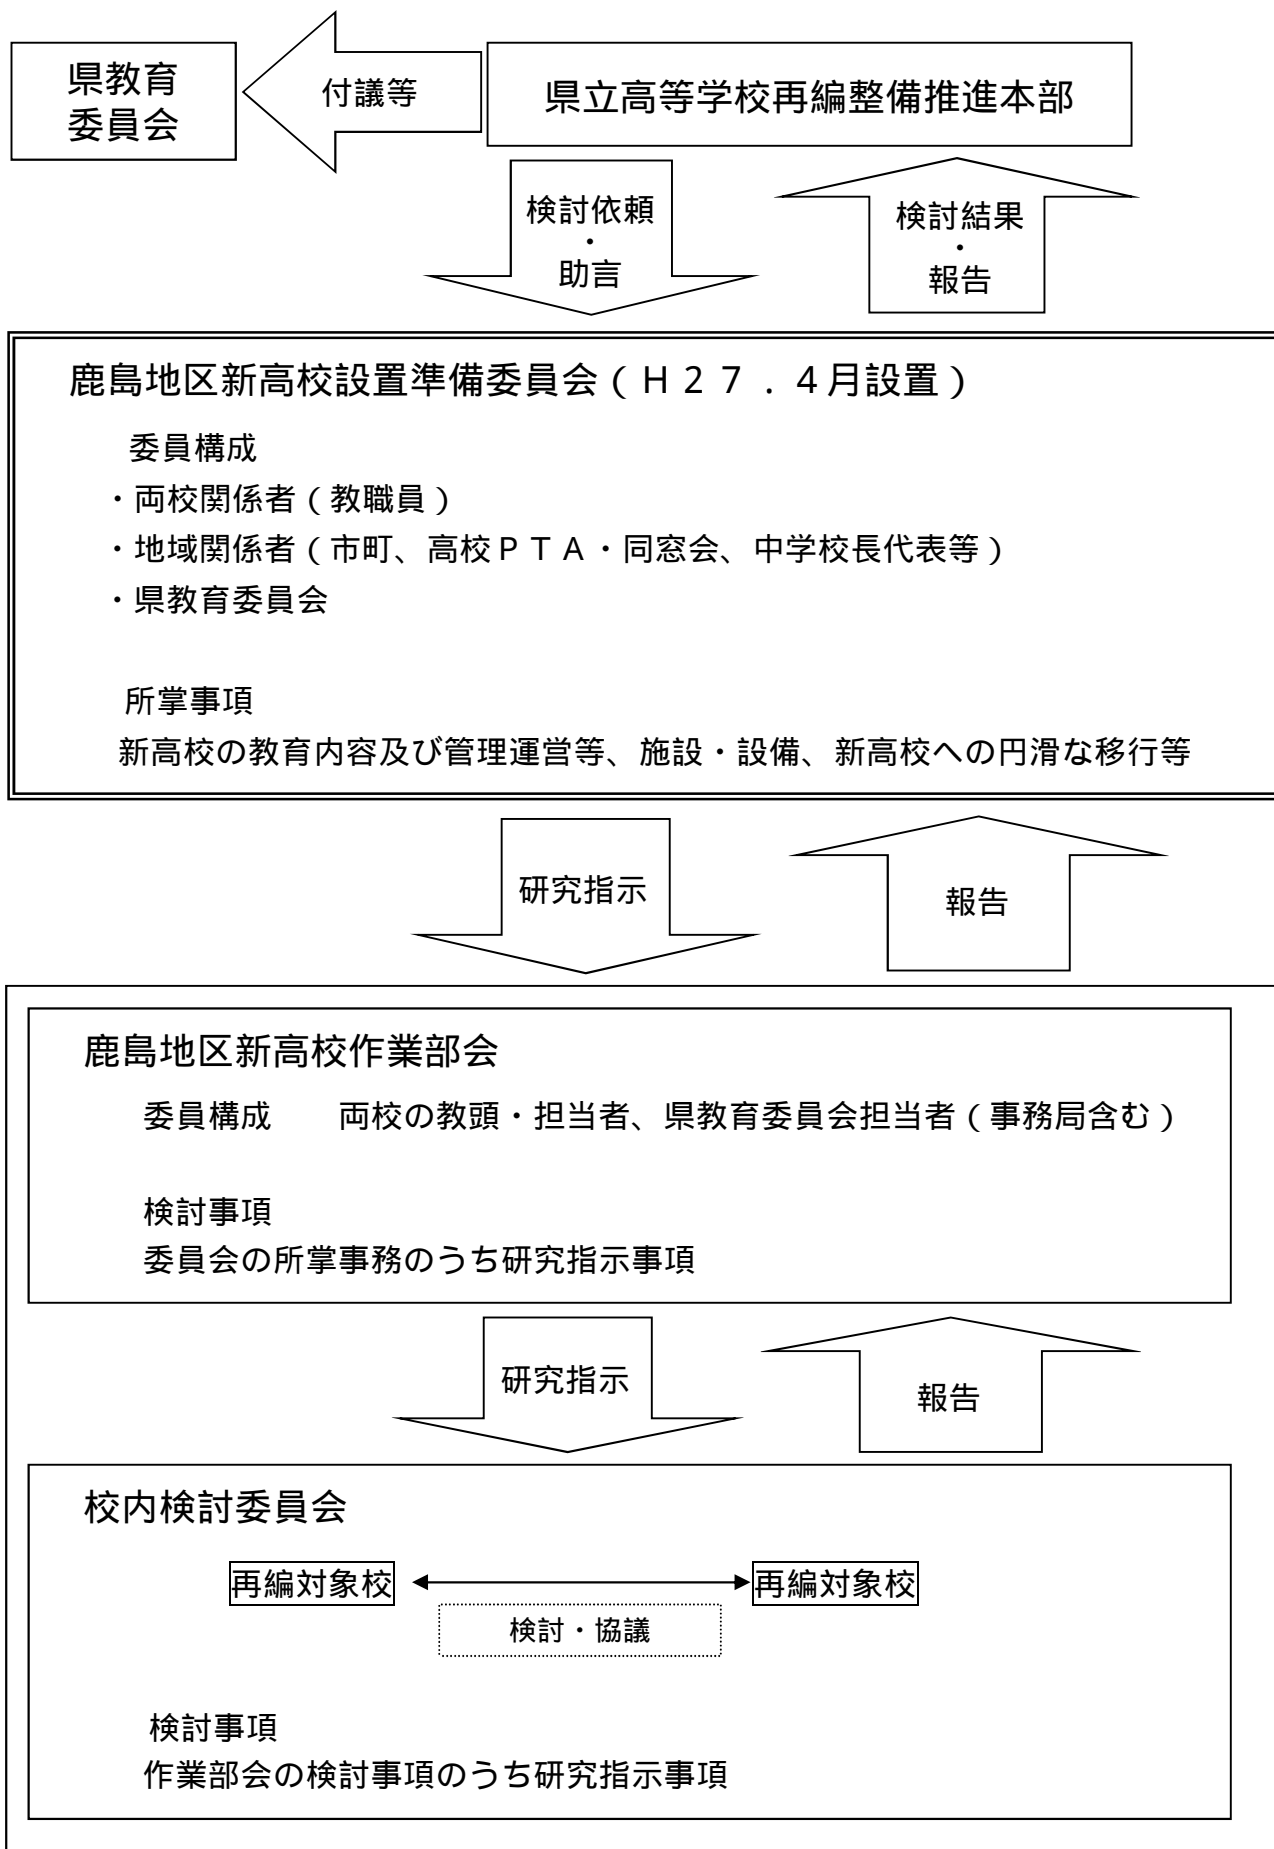 県教育
委員会
付議等
県立高等学校再編整備推進本部
検討依頼
・
助言
検討結果
・
報告
鹿島地区新高校設置準備委員会（Ｈ２７．４月設置）
委員構成
・両校関係者（教職員）
・地域関係者（市町、高校ＰＴＡ・同窓会、中学校長代表等）
・県教育委員会
所掌事項
新高校の教育内容及び管理運営等、施設・設備、新高校への円滑な移行等
研究指示
報告
鹿島地区新高校作業部会
委員構成　　両校の教頭・担当者、県教育委員会担当者（事務局含む）
検討事項
委員会の所掌事務のうち研究指示事項
研究指示
報告
校内検討委員会
再編対象校
再編対象校
検討・協議
検討事項
作業部会の検討事項のうち研究指示事項